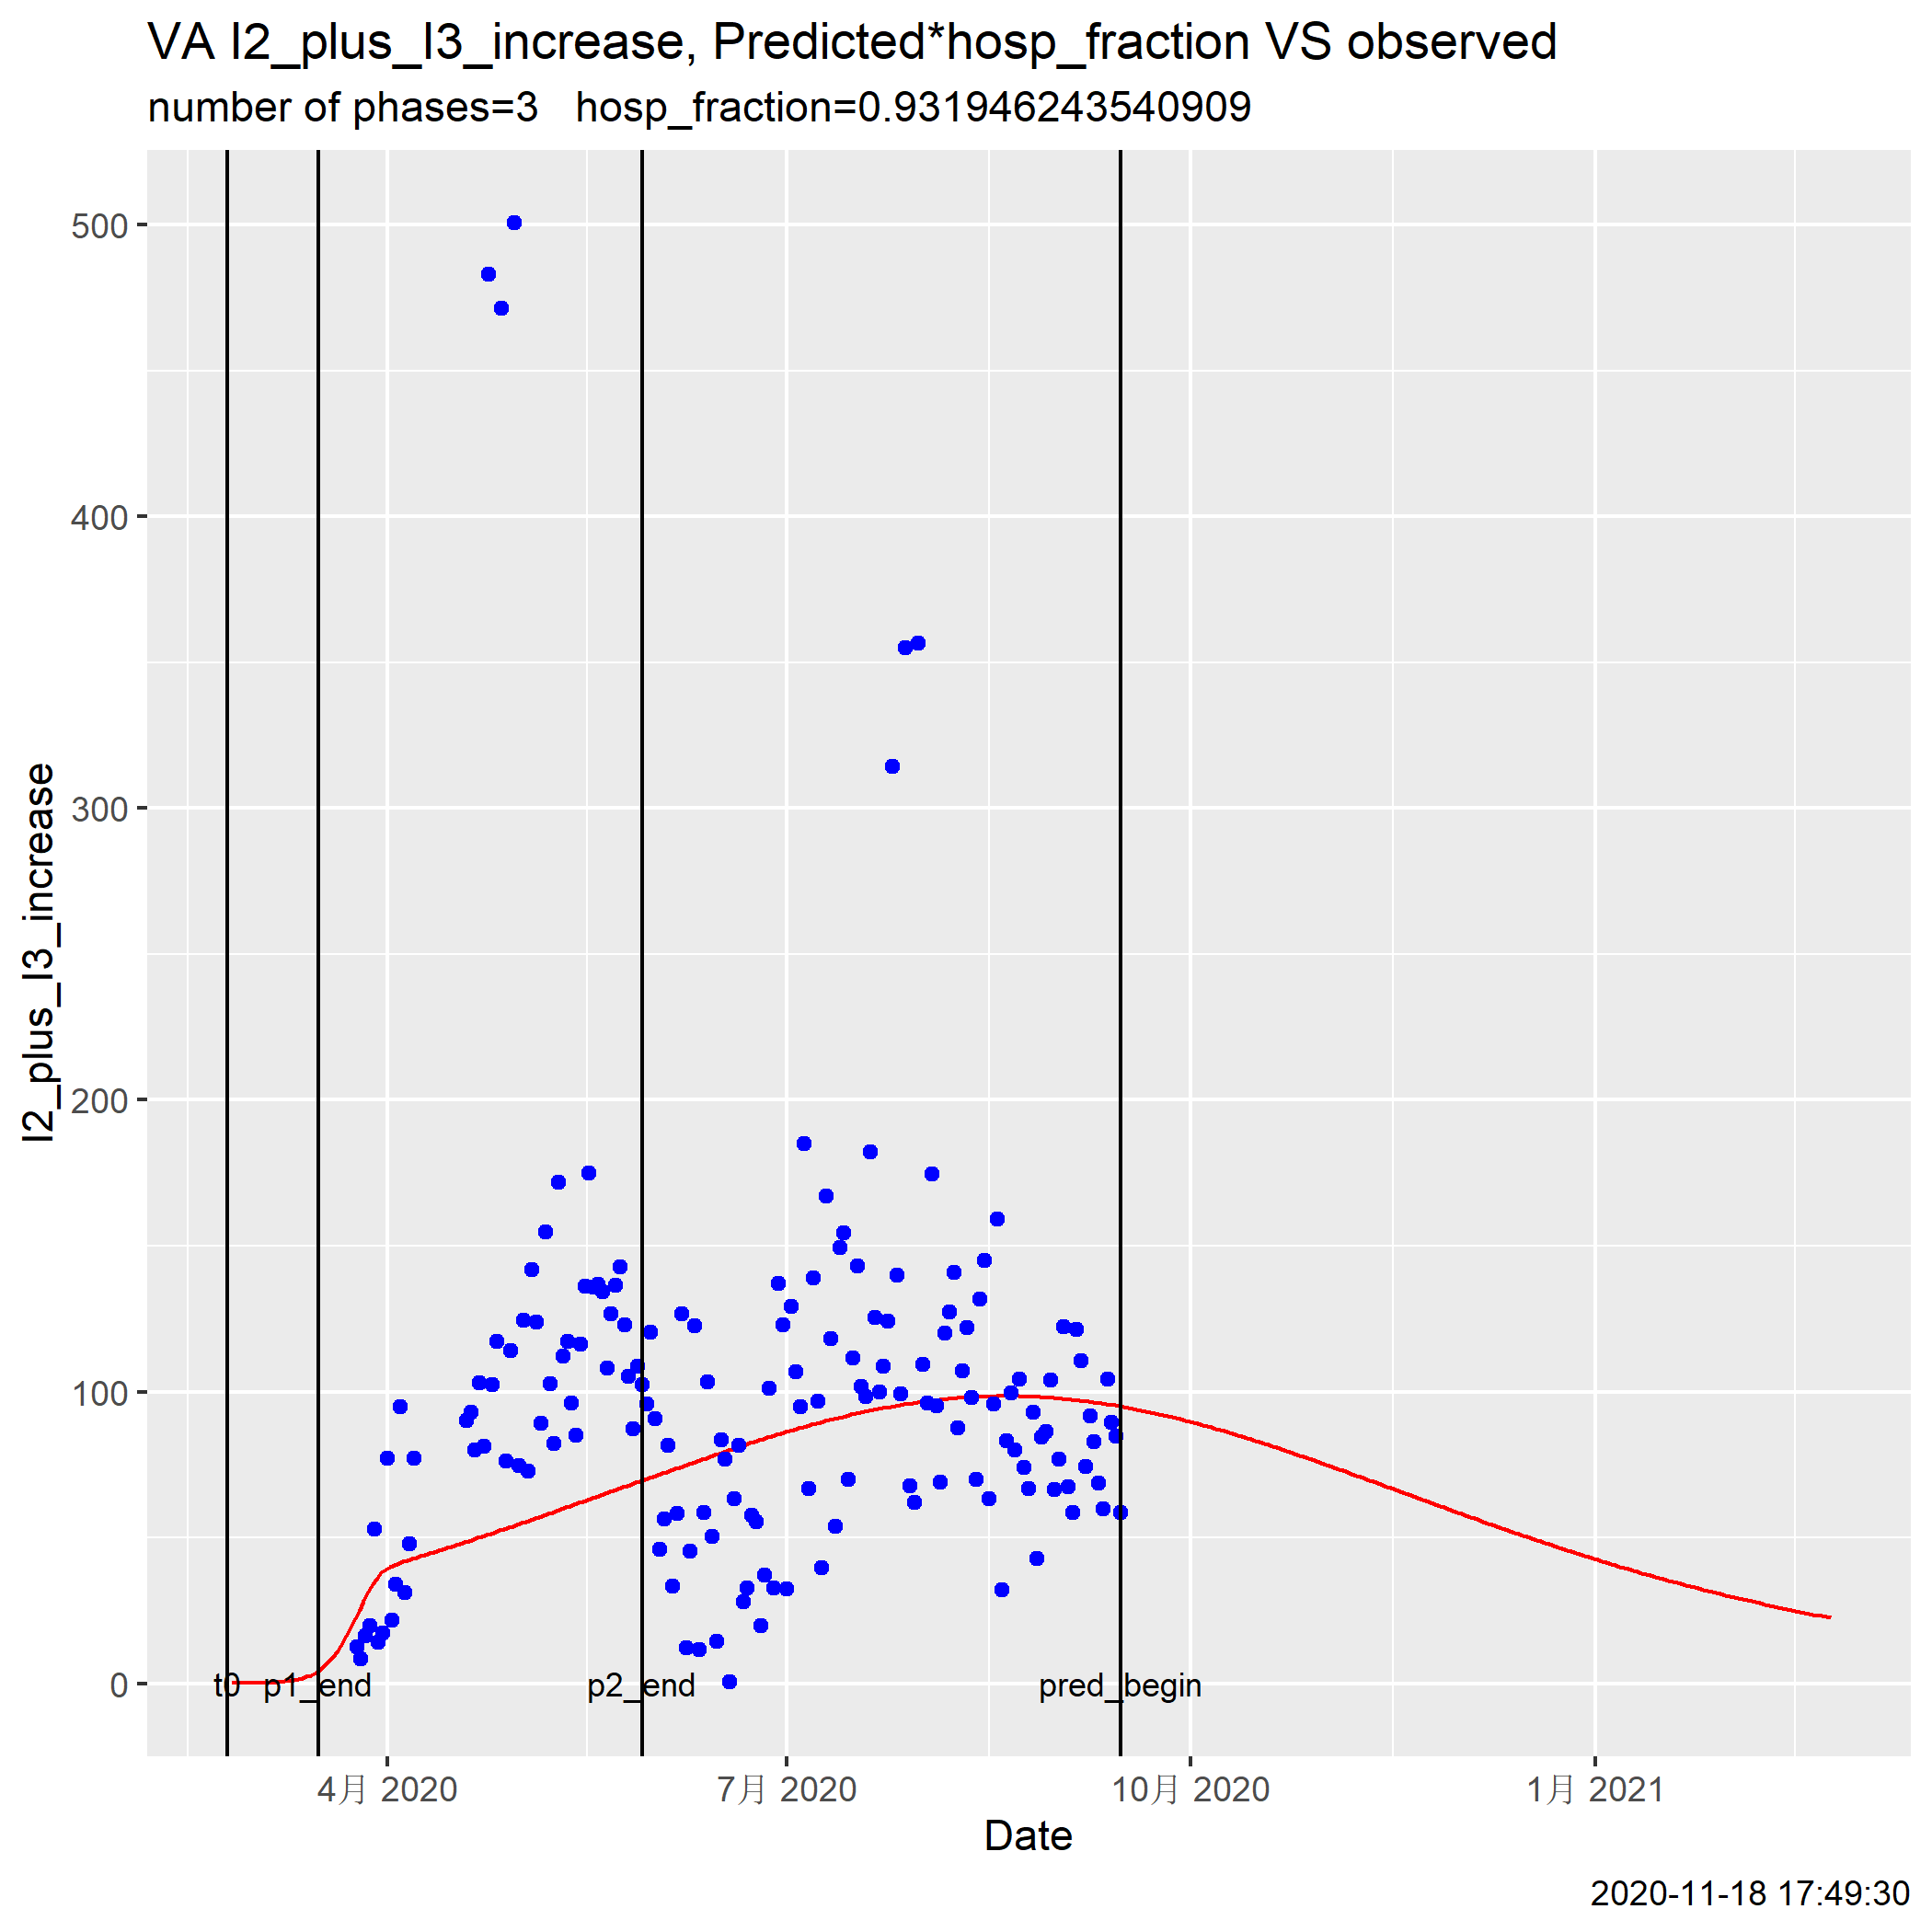 VA I2_plus_I3_increase, Predicted*hosp_fraction VS observed
number of phases=3   hosp_fraction=0.931946243540909
I2_plus_I3_increase
500
400
300
200
100
0
t0 p1_end p2_end pred_begin
4月 2020 7月 2020 10月 2020 1月 2021
Date
2020-11-18 17:49:30